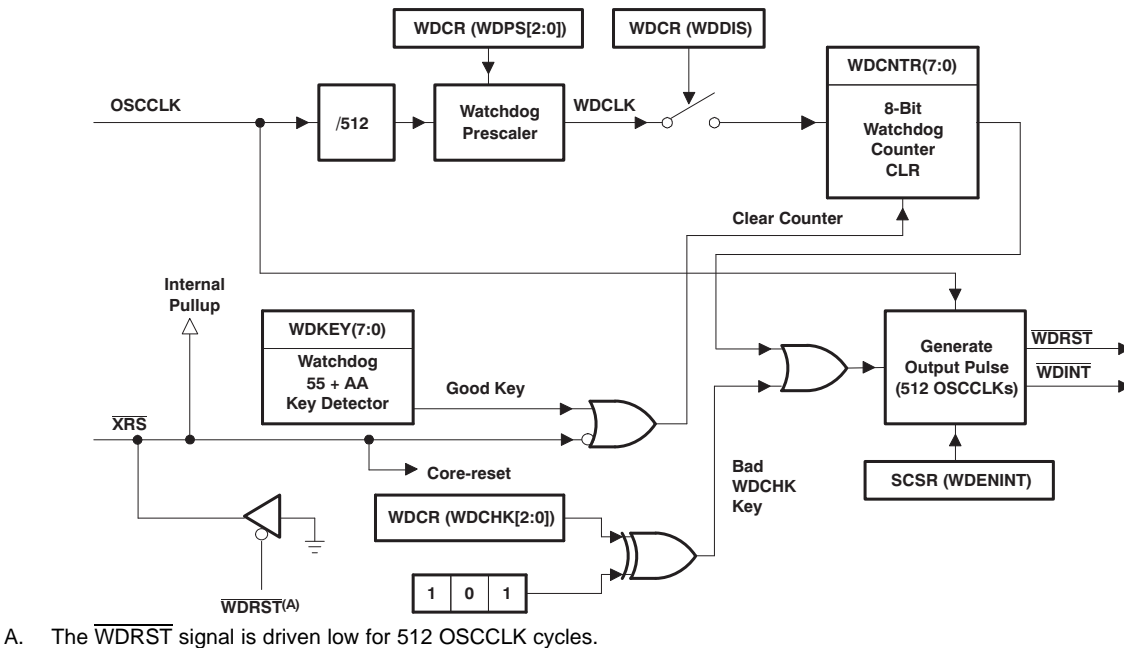 WDCR (WDPS[2:0])
WDCR (WDDIS)
WDCNTR(7:0)
OSCCLK
/512
Watchdog
Prescaler
WDCLK
8-Bit
Watchdog
Counter
CLR
Clear Counter
Internal
Pullup
WDKEY(7:0)
Watchdog
55 + AA
Key Detector
Good Key
Generate
Output Pulse
(512 OSCCLKs)
WDRST
WDINT
XRS
Core-reset
Bad
WDCHK
Key
SCSR (WDENINT)
WDCR (WDCHK[2:0])
1 0 1
WDRST(A)
A. The WDRST signal is driven low for 512 OSCCLK cycles.